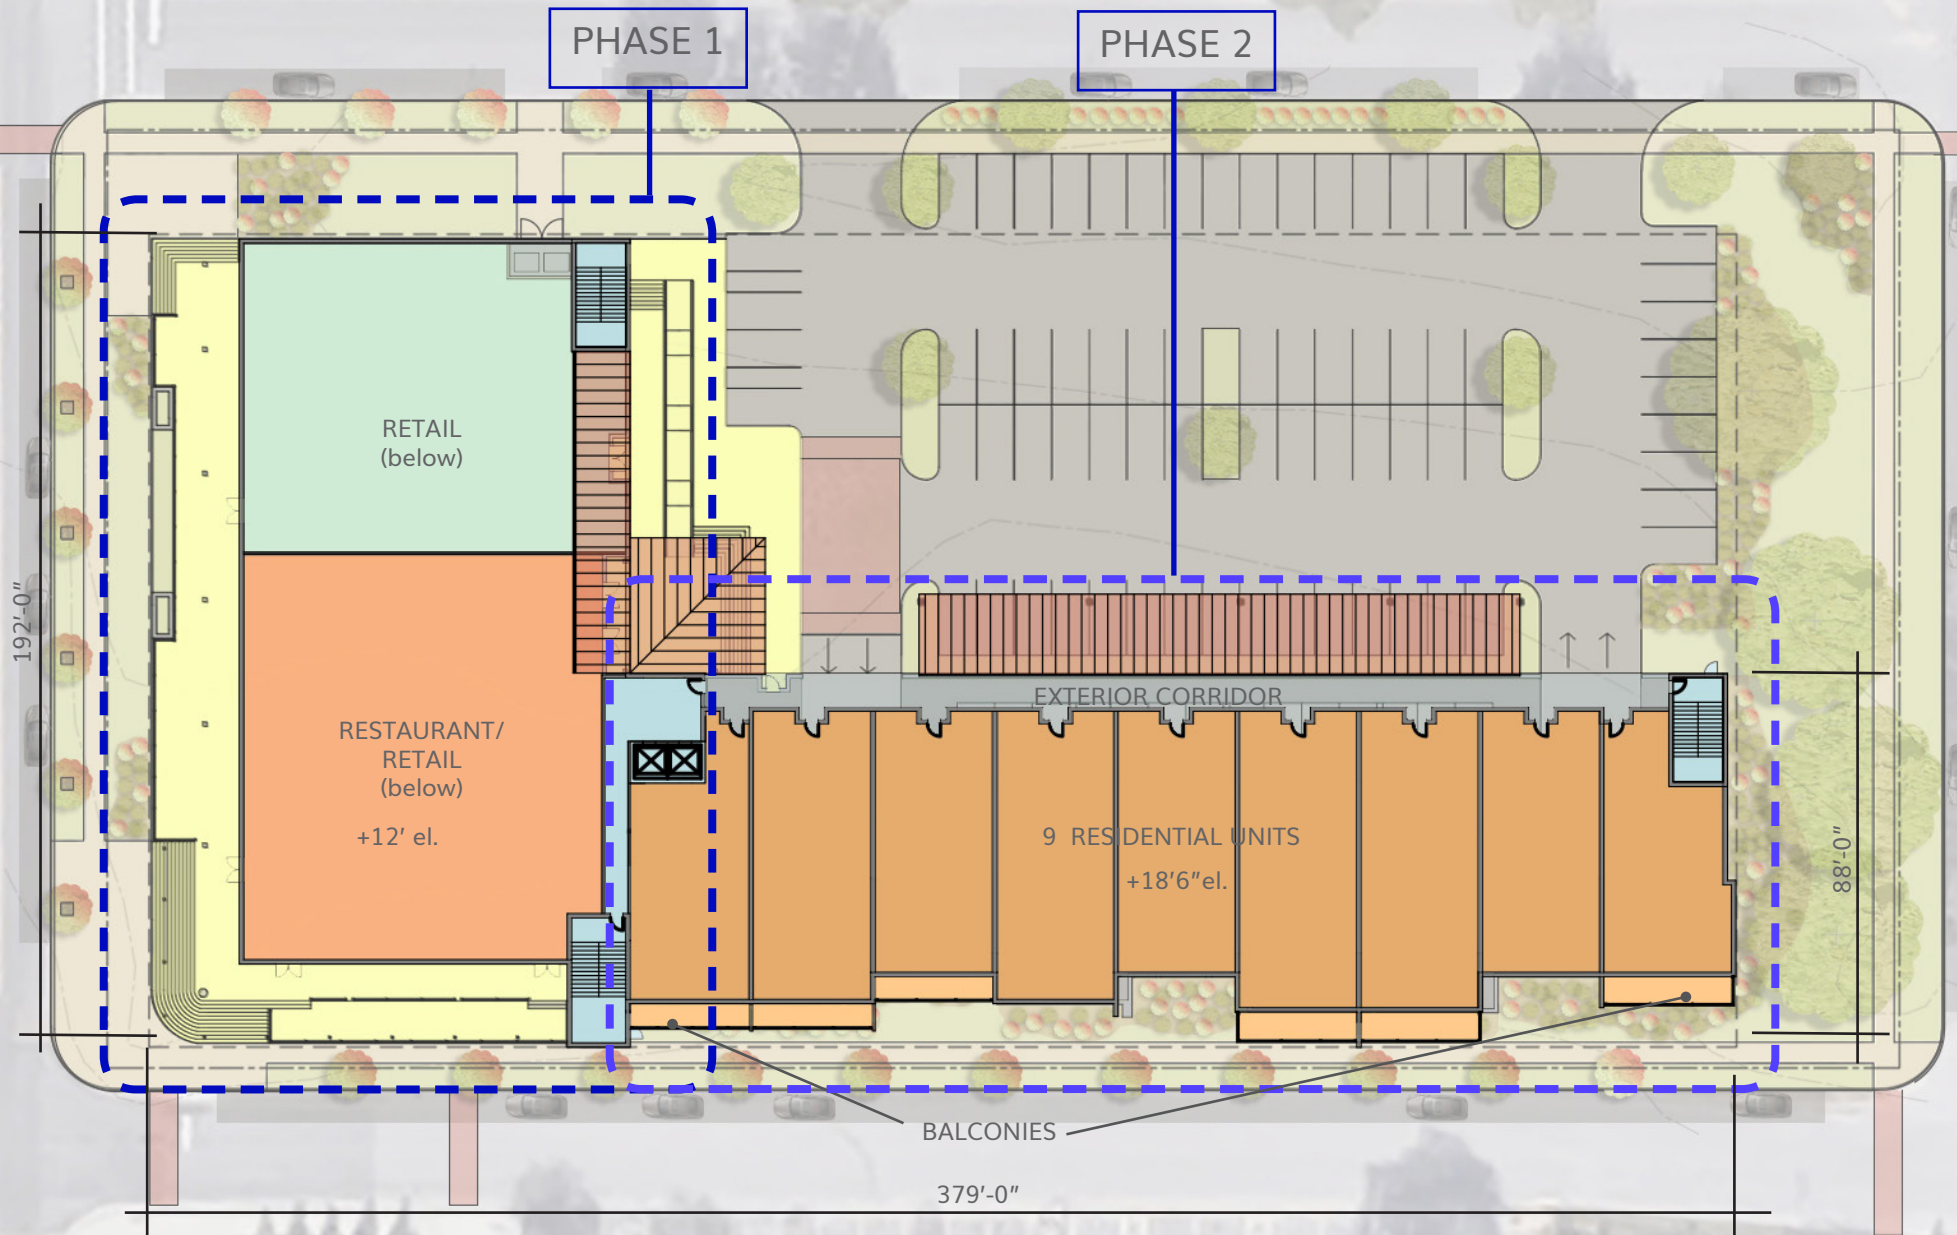 PHASE 1
PHASE 2
RETAIL
(below)
192’-0”
EXTERIOR CORRIDOR
RESTAURANT/
RETAIL
(below)
+12’ el.
9 RESIDENTIAL UNITS
+18’6”el.
88’-0”
BALCONIES
379’-0”